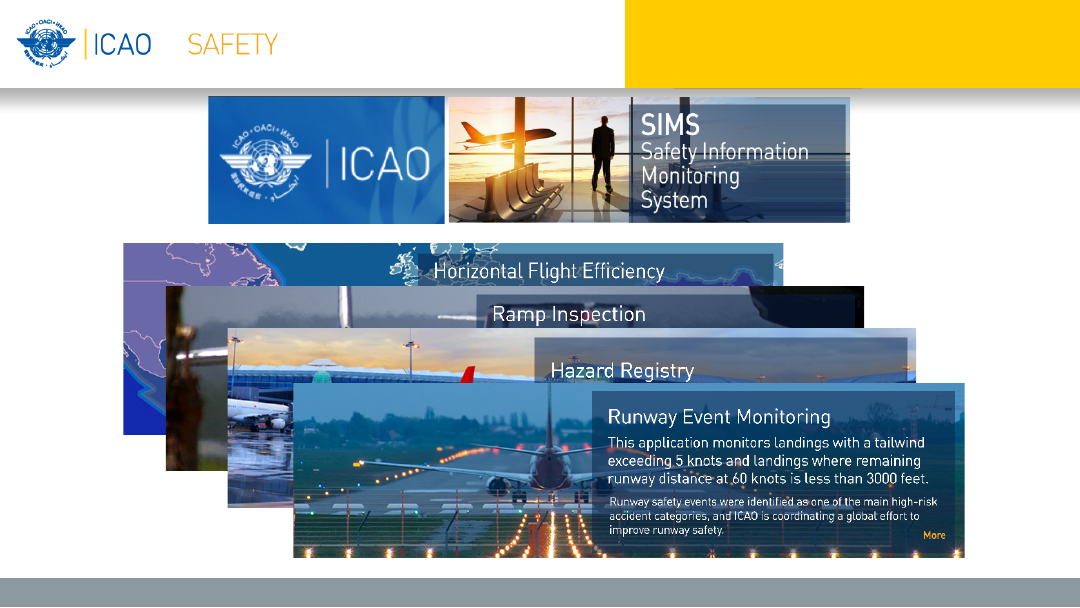 ICAO SAFETY
ICAO · OACI · ИКАО
ICAO
SIMS
Safety Information
Monitoring
System
Horizontal Flight Efficiency
Ramp Inspection
Hazard Registry
Runway Event Monitoring
This application monitors landings with a tailwind
exceeding 5 knots and landings where remaining
runway distance at 60 knots is less than 3000 feet.
Runway safety events were identified as one of the main high-risk
accident categories, and ICAO is coordinating a global effort to
improve runway safety.
More